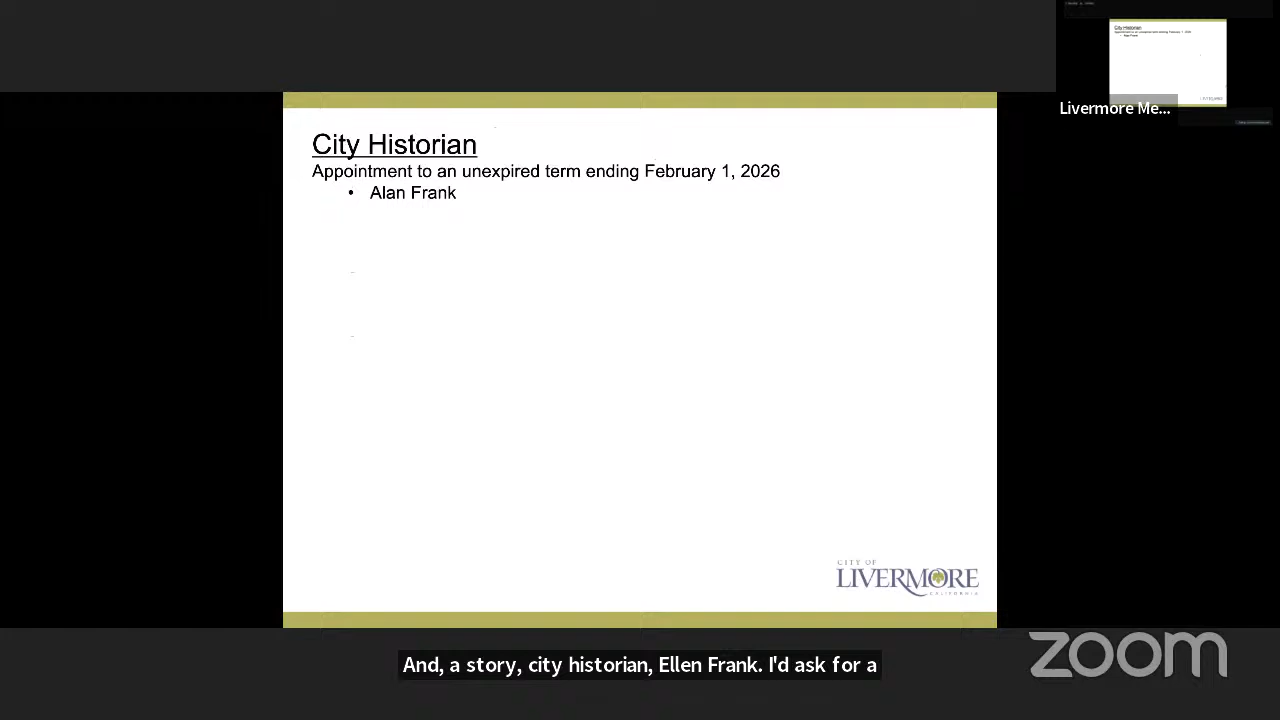 City Historian
Appointment to an unexpired term ending February 1, 2026
• Alan Frank
Livermore Me...
CITY OF
LIVERMORE
CALIFORNIA
And, a story, city historian, Ellen Frank. I'd ask for a
zoom